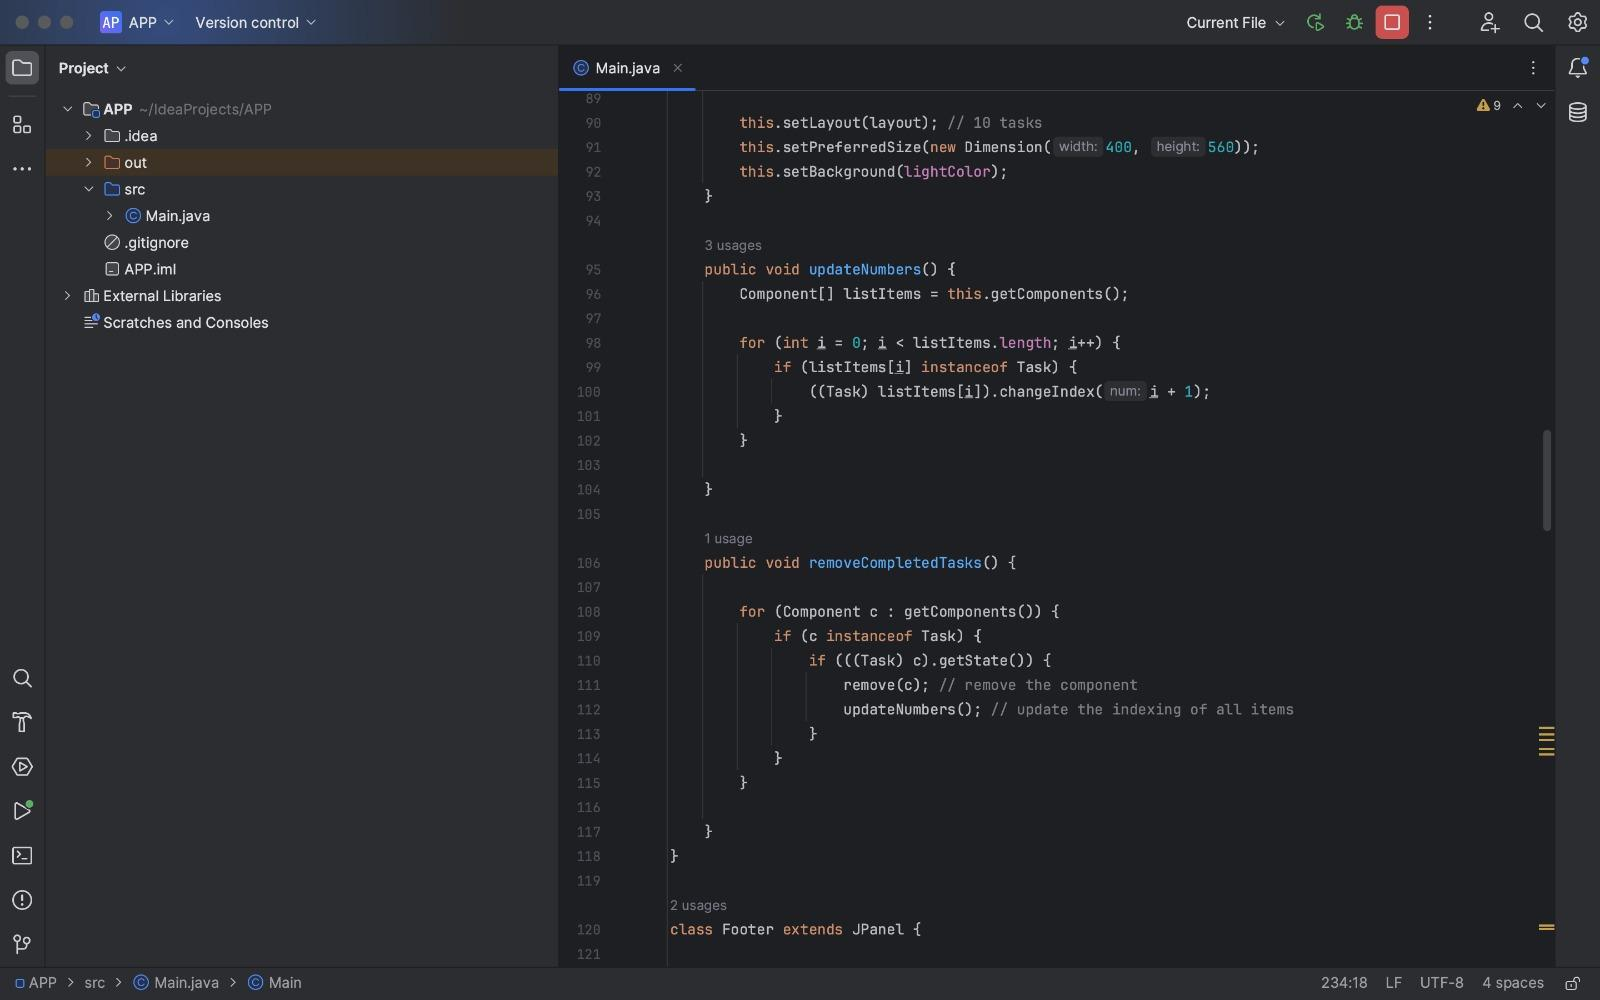 AP APP Version control Current File
Project
Main.java
APP ~/IdeaProjects/APP
.idea
out
src
Main.java
.gitignore
APP.iml
External Libraries
Scratches and Consoles
9
89
90 this.setLayout(layout); // 10 tasks
91 this.setPreferredSize(new Dimension( width: 400, height: 560));
92 this.setBackground(lightColor);
93 }
94
3 usages
95 public void updateNumbers() {
96 Component[] listItems = this.getComponents();
97
98 for (int i = 0; i < listItems.length; i++) {
99 if (listItems[i] instanceof Task) {
100 ((Task) listItems[i]).changeIndex( num: i + 1);
101 }
102 }
103
104 }
105
1 usage
106 public void removeCompletedTasks() {
107
108 for (Component c : getComponents()) {
109 if (c instanceof Task) {
110 if (((Task) c).getState()) {
111 remove(c); // remove the component
112 updateNumbers(); // update the indexing of all items
113 }
114 }
115 }
116
117 }
118 }
119
2 usages
120 class Footer extends JPanel {
121
APP > src > Main.java > Main 234:18 LF UTF-8 4 spaces